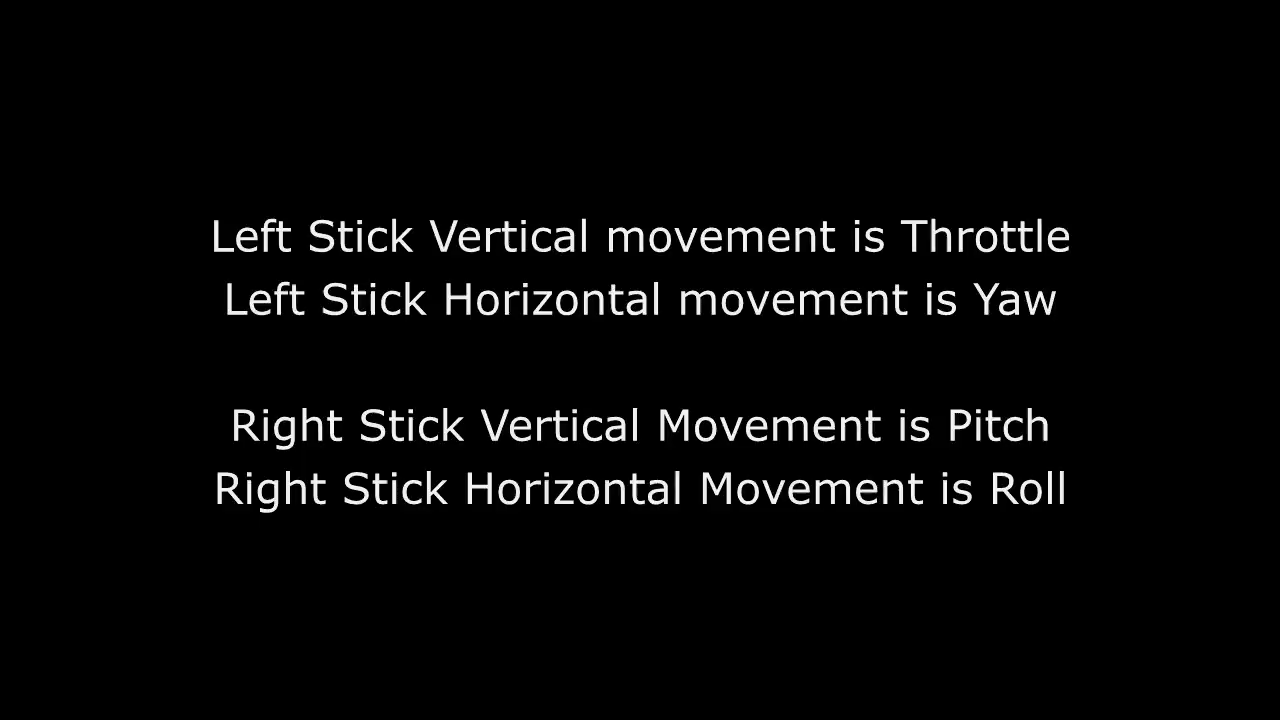 Left Stick Vertical movement is Throttle
Left Stick Horizontal movement is Yaw
Right Stick Vertical Movement is Pitch
Right Stick Horizontal Movement is Roll